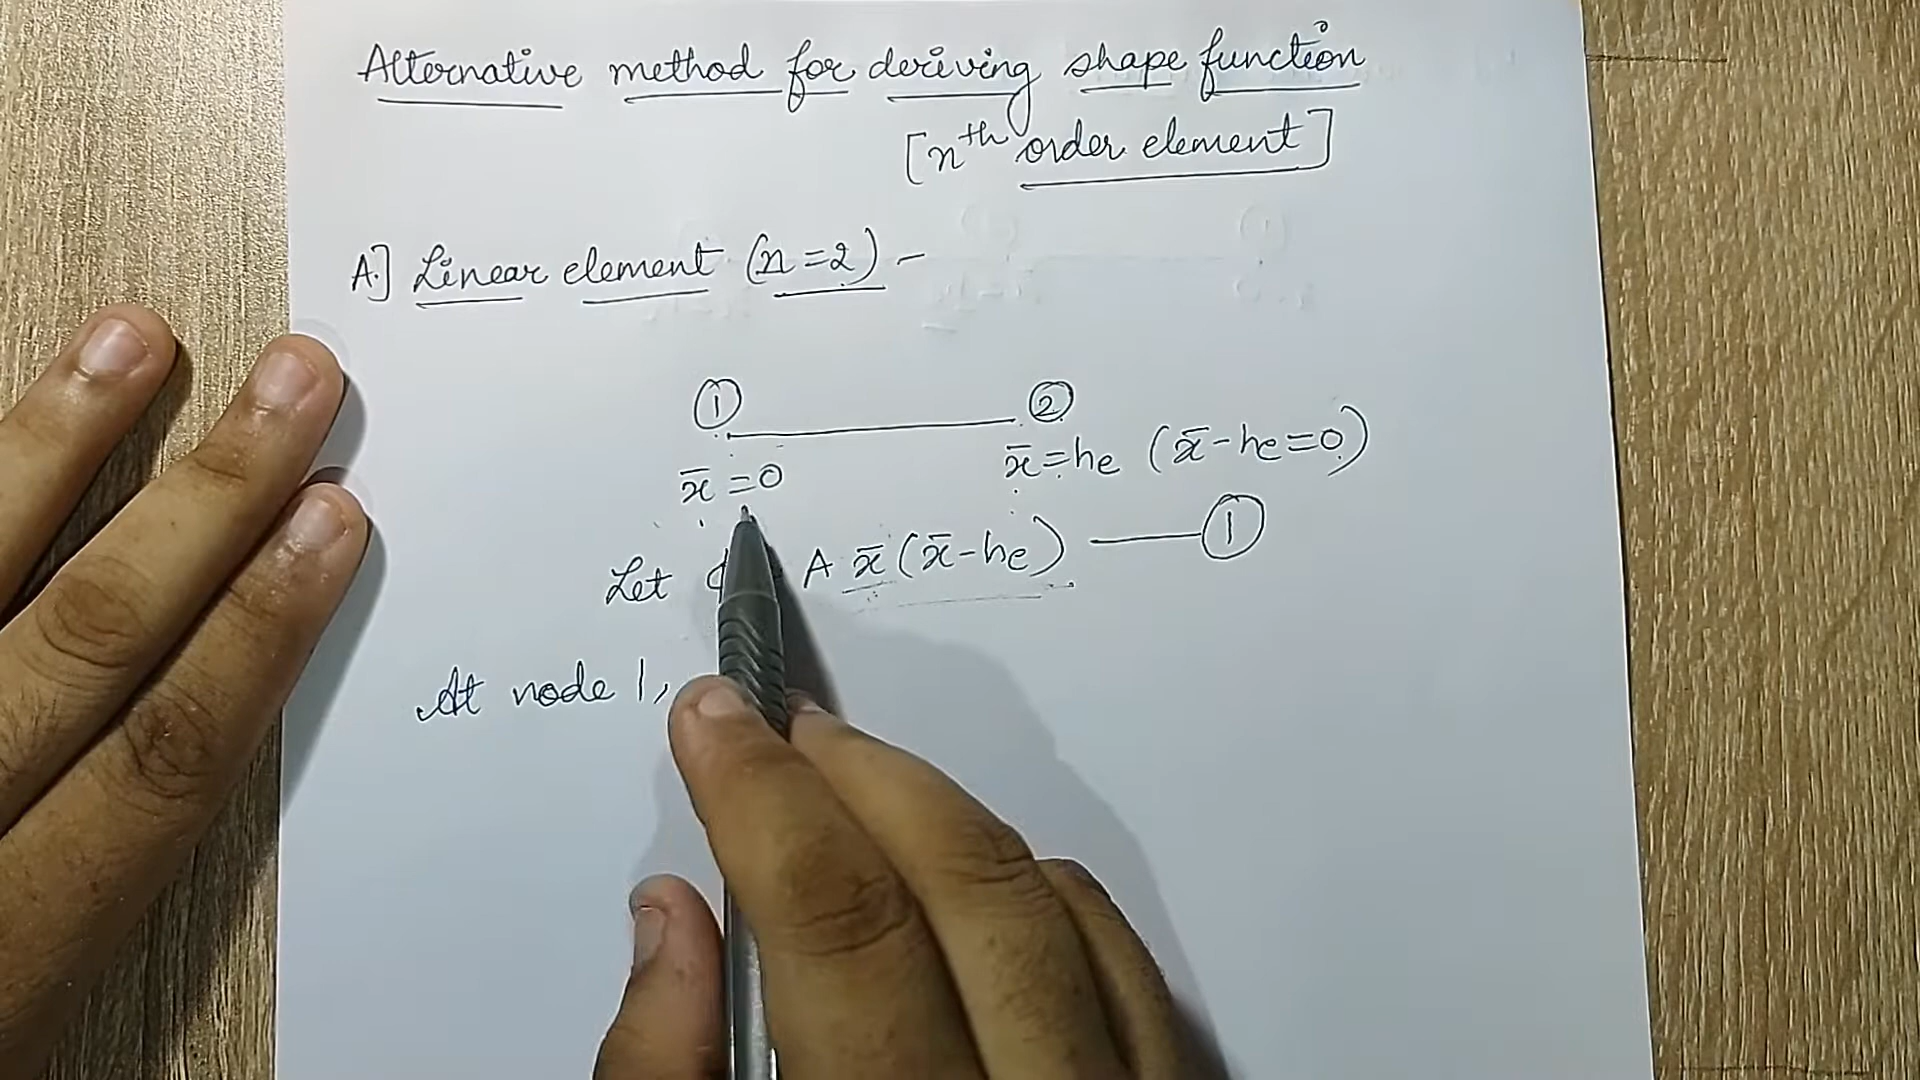 Alternative method for deriving shape function
[nth order element]
A.] Linear element (n=2) -
① ②
x̄=0 x̄=he (x̄-he=0)
Let A x̄(x̄-he) — ①
At node 1,